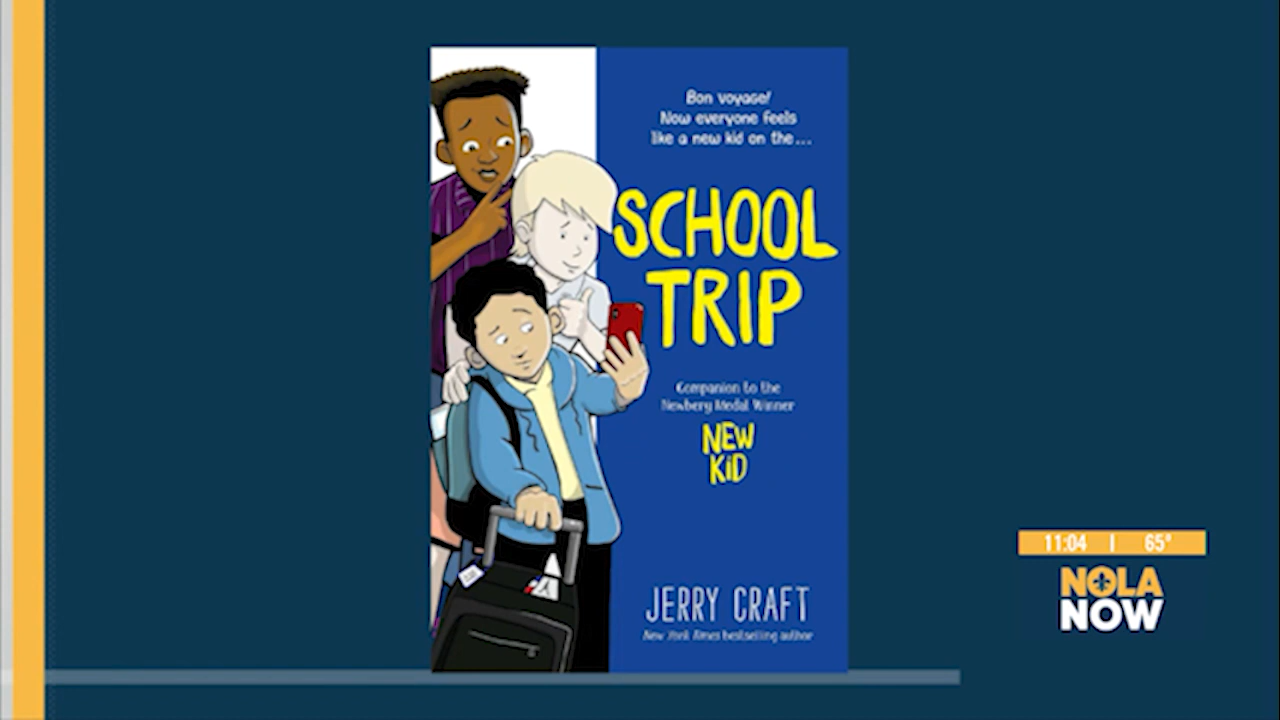 Bon voyage!
Now everyone feels
like a new kid on the...
SCHOOL
TRIP
Companion to the
Newbery Medal Winner
NEW
KiD
JERRY CRAFT
New York Times bestselling author
11:04 | 65°
NOLA
NOW